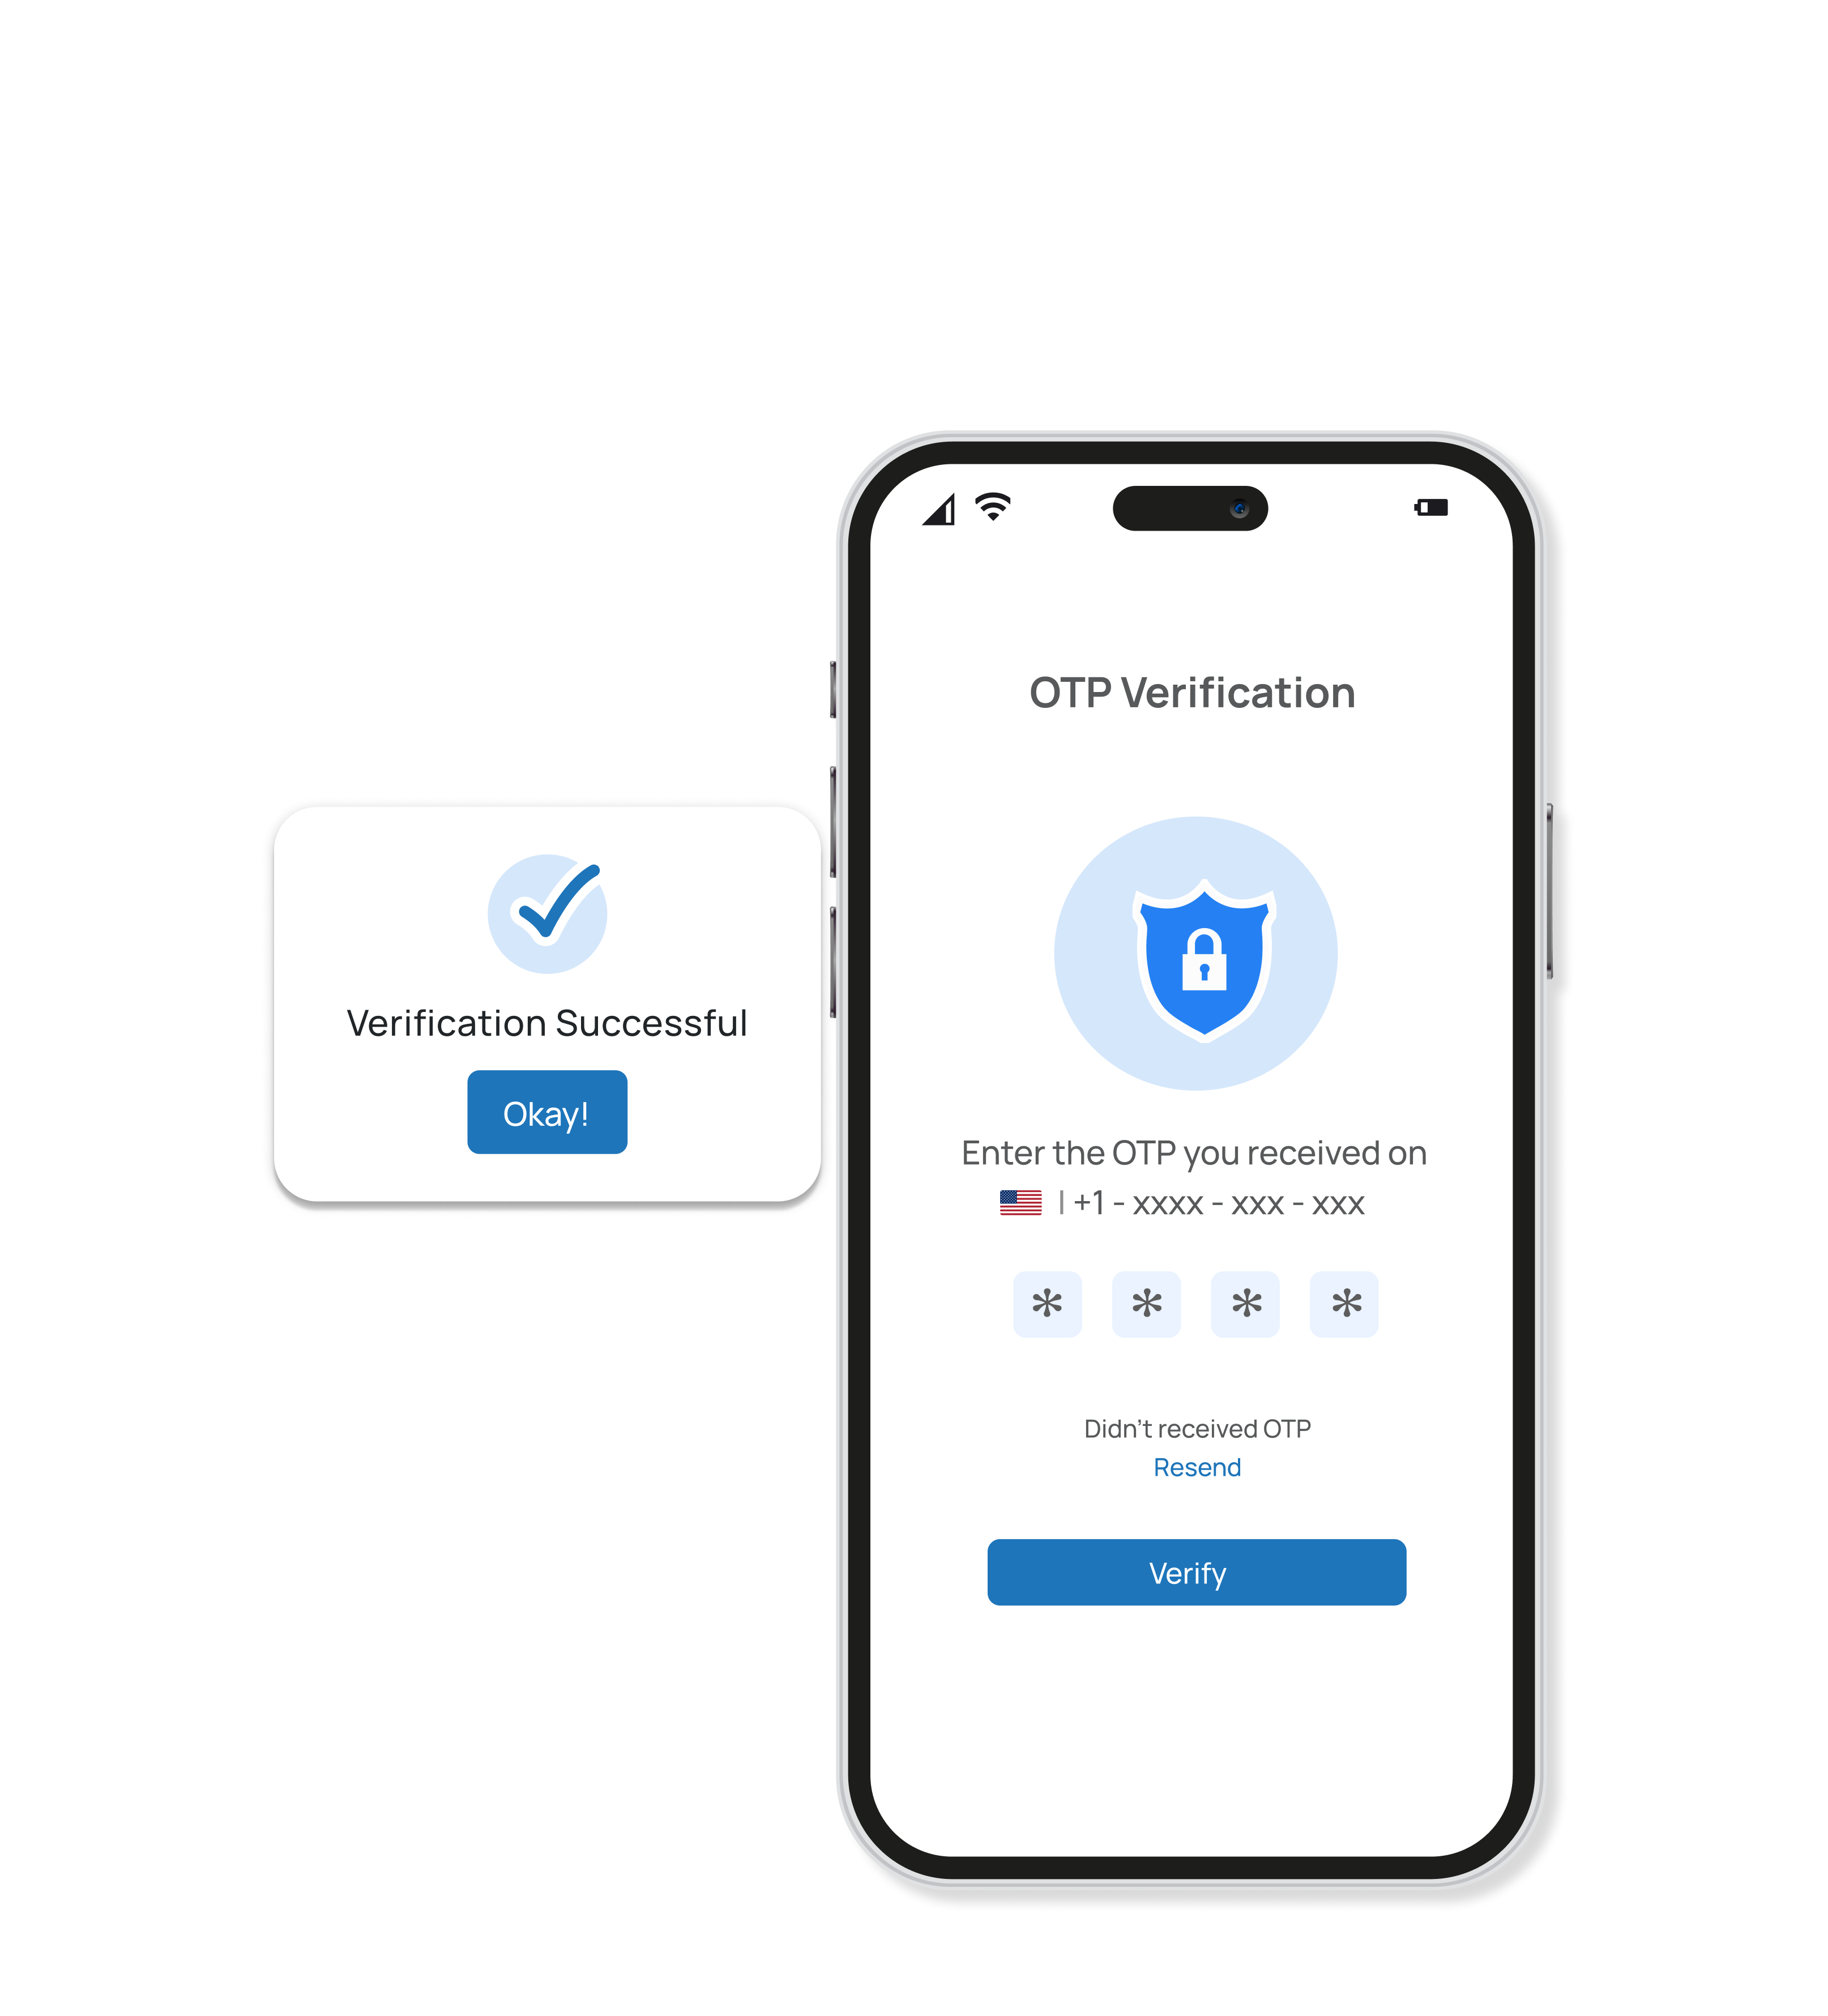 Verification Successful
Okay!
OTP Verification
Enter the OTP you received on
| +1 - xxxx - xxx - xxx
* * * *
Didn't received OTP
Resend
Verify